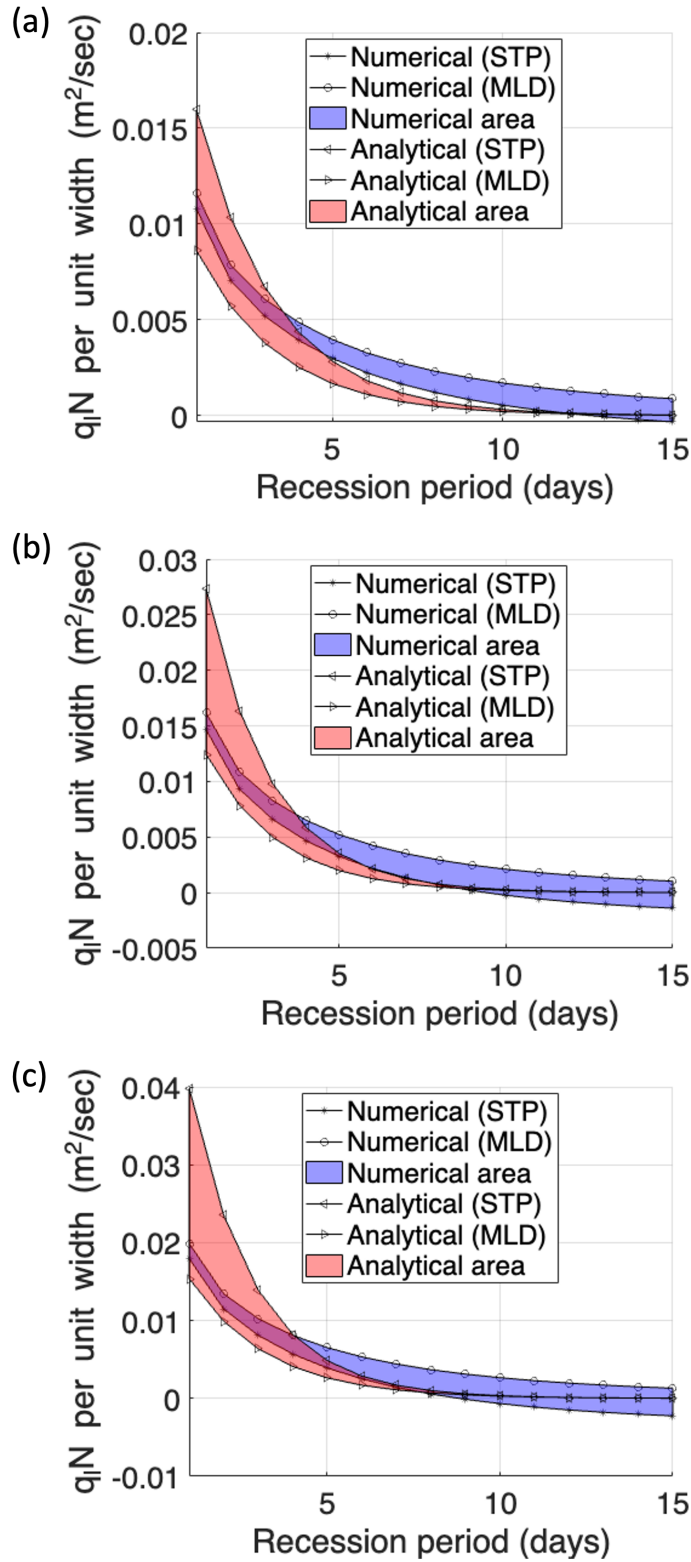 (a)
0.02
0.015
0.01
0.005
0
qlN per unit width (m²/sec)
Numerical (STP)
Numerical (MLD)
Numerical area
Analytical (STP)
Analytical (MLD)
Analytical area
5 10 15
Recession period (days)
(b)
0.03
0.025
0.02
0.015
0.01
0.005
0
-0.005
qlN per unit width (m²/sec)
Numerical (STP)
Numerical (MLD)
Numerical area
Analytical (STP)
Analytical (MLD)
Analytical area
5 10 15
Recession period (days)
(c)
0.04
0.03
0.02
0.01
0
-0.01
qlN per unit width (m²/sec)
Numerical (STP)
Numerical (MLD)
Numerical area
Analytical (STP)
Analytical (MLD)
Analytical area
5 10 15
Recession period (days)